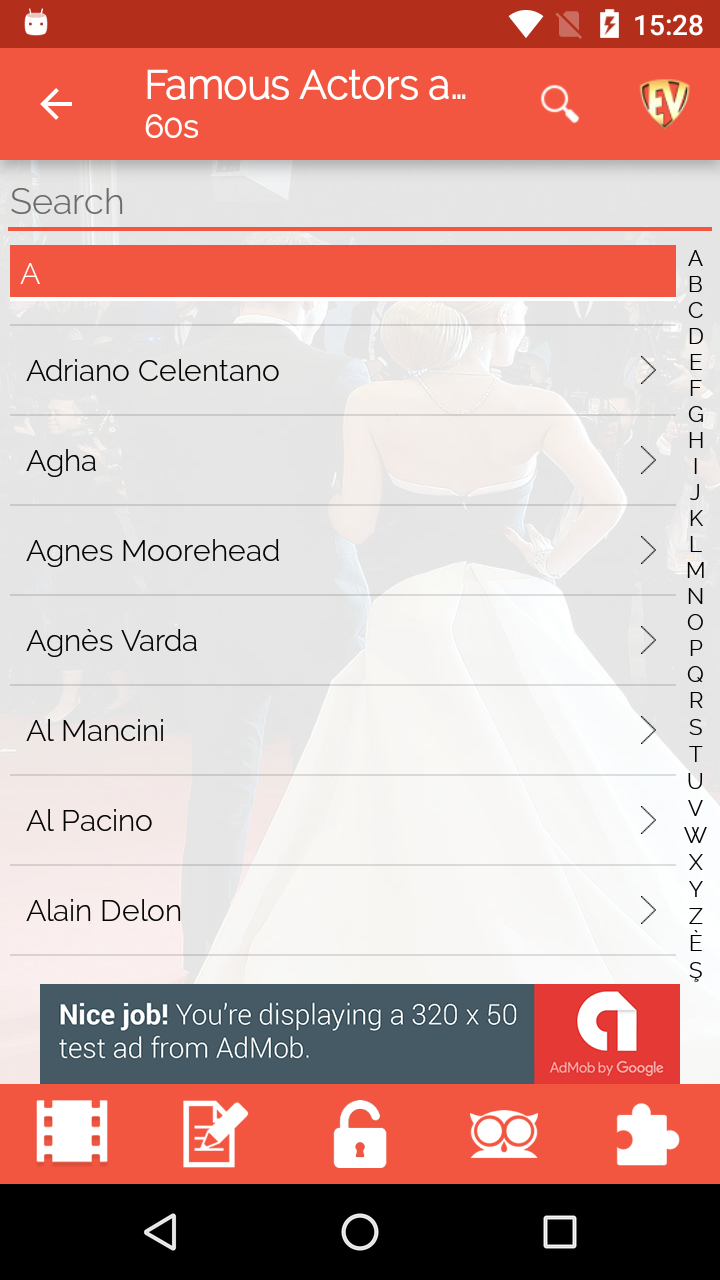 15:28
Famous Actors a...
60s
EV
Search
A
Adriano Celentano
Agha
Agnes Moorehead
Agnès Varda
Al Mancini
Al Pacino
Alain Delon
A
B
C
D
E
F
G
H
I
J
K
L
M
N
O
P
Q
R
S
T
U
V
W
X
Y
Z
È
Ş
Nice job! You're displaying a 320 x 50
test ad from AdMob.
AdMob by Google